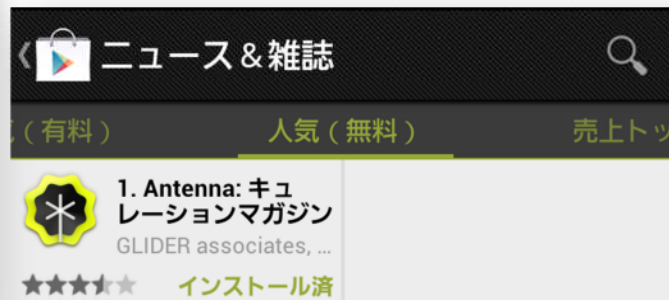 ニュース＆雑誌
（有料） 人気（無料） 売上トッ
1. Antenna: キュ
レーションマガジン
GLIDER associates, ...
インストール済